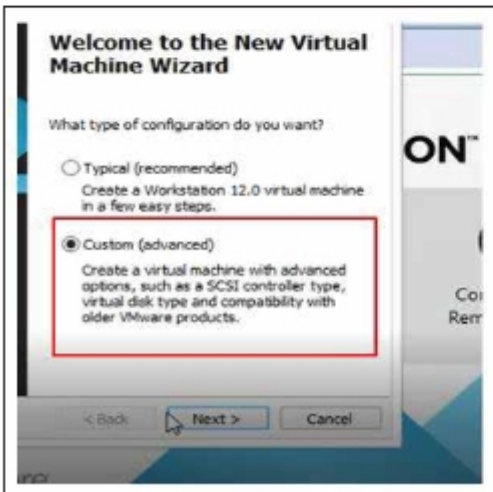 Welcome to the New Virtual
Machine Wizard
What type of configuration do you want?
Typical (recommended)
Create a Workstation 12.0 virtual machine
in a few easy steps.
Custom (advanced)
Create a virtual machine with advanced
options, such as a SCSI controller type,
virtual disk type and compatibility with
older VMware products.
< Back
Next >
Cancel
ON™
Co
Rem